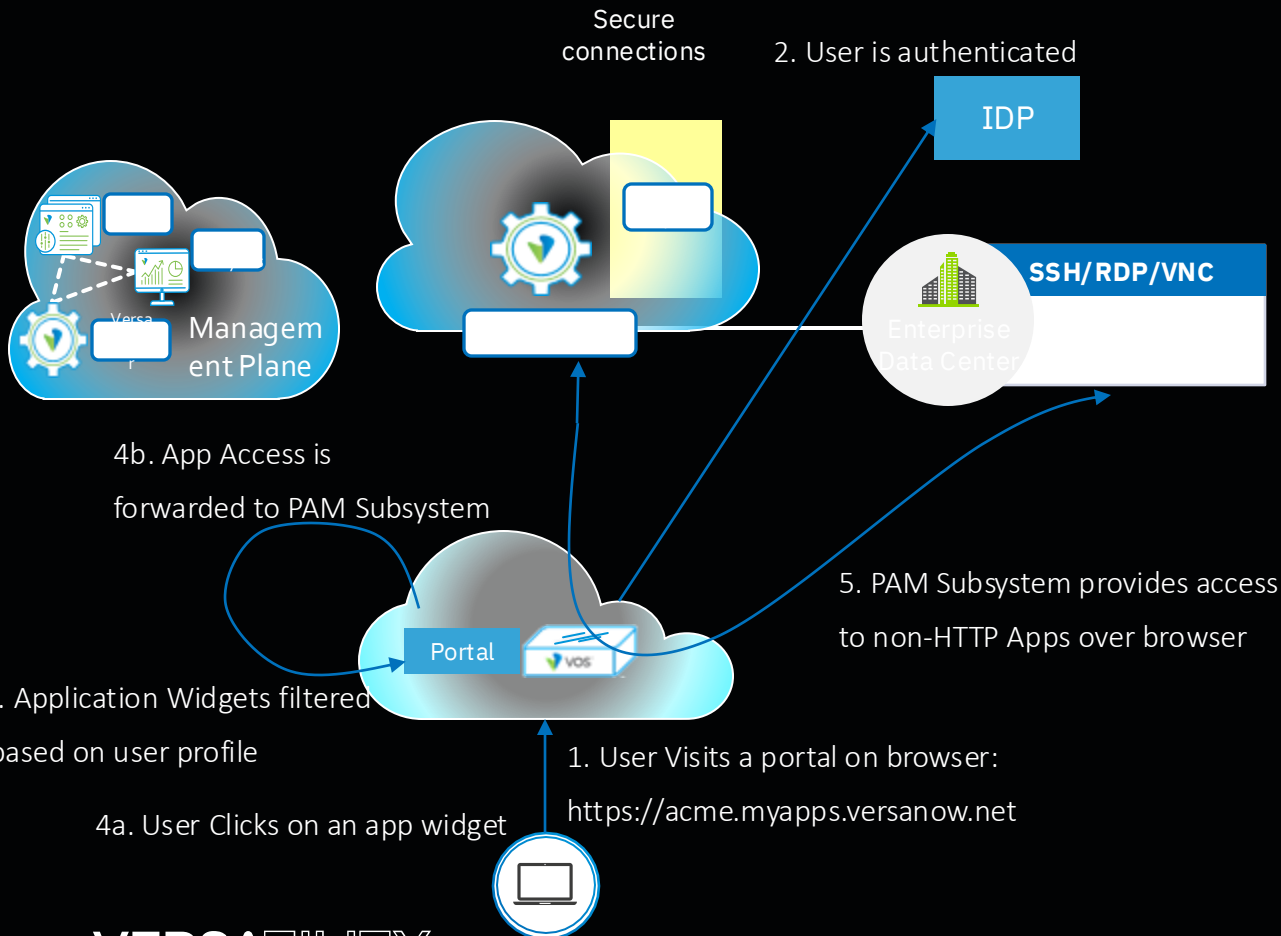 Secure
connections
2. User is authenticated
IDP
SSH/RDP/VNC
Enterprise
Data Center
Versa
r
Managem
ent Plane
4b. App Access is
forwarded to PAM Subsystem
5. PAM Subsystem provides access
to non-HTTP Apps over browser
Portal
VOS
. Application Widgets filtered
based on user profile
1. User Visits a portal on browser:
https://acme.myapps.versanow.net
4a. User Clicks on an app widget